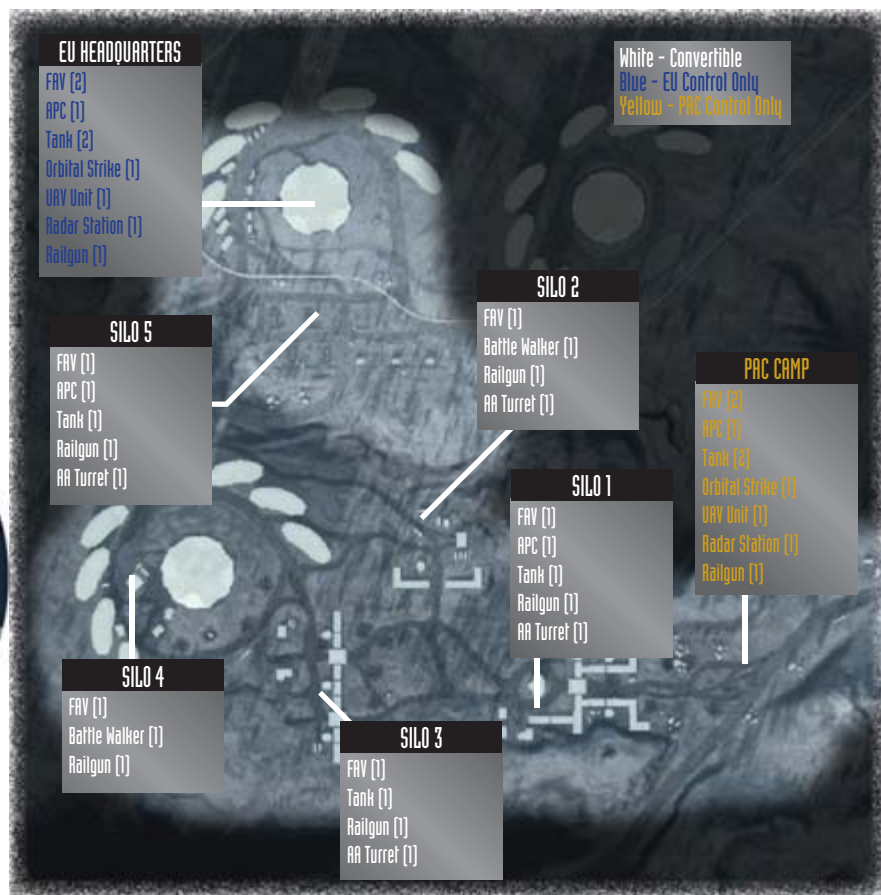 EU HEADQUARTERS
FAV (2)
APC (1)
Tank (2)
Orbital Strike (1)
UAV Unit (1)
Radar Station (1)
Railgun (1)
White - Convertible
Blue - EU Control Only
Yellow - PAC Control Only
SILO 2
FAV (1)
Battle Walker (1)
Railgun (1)
AA Turret (1)
SILO 5
FAV (1)
APC (1)
Tank (1)
Railgun (1)
AA Turret (1)
PAC CAMP
FAV (2)
APC (1)
Tank (2)
Orbital Strike (1)
UAV Unit (1)
Radar Station (1)
Railgun (1)
SILO 1
FAV (1)
APC (1)
Tank (1)
Railgun (1)
AA Turret (1)
SILO 4
FAV (1)
Battle Walker (1)
Railgun (1)
SILO 3
FAV (1)
Tank (1)
Railgun (1)
AA Turret (1)